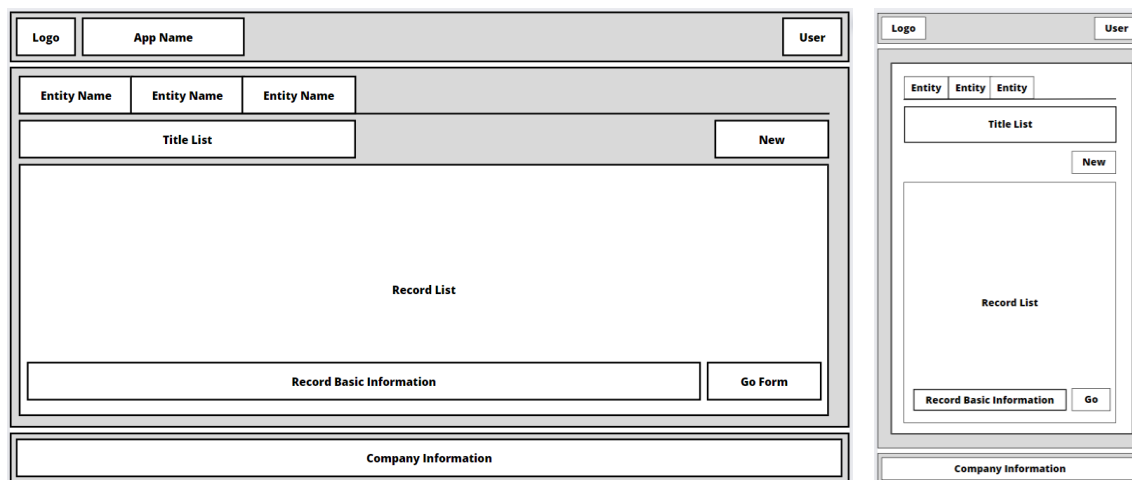 Logo
App Name
User
Entity Name
Entity Name
Entity Name
Title List
New
Record List
Record Basic Information
Go Form
Company Information
Logo
User
Entity
Entity
Entity
Title List
New
Record List
Record Basic Information
Go
Company Information